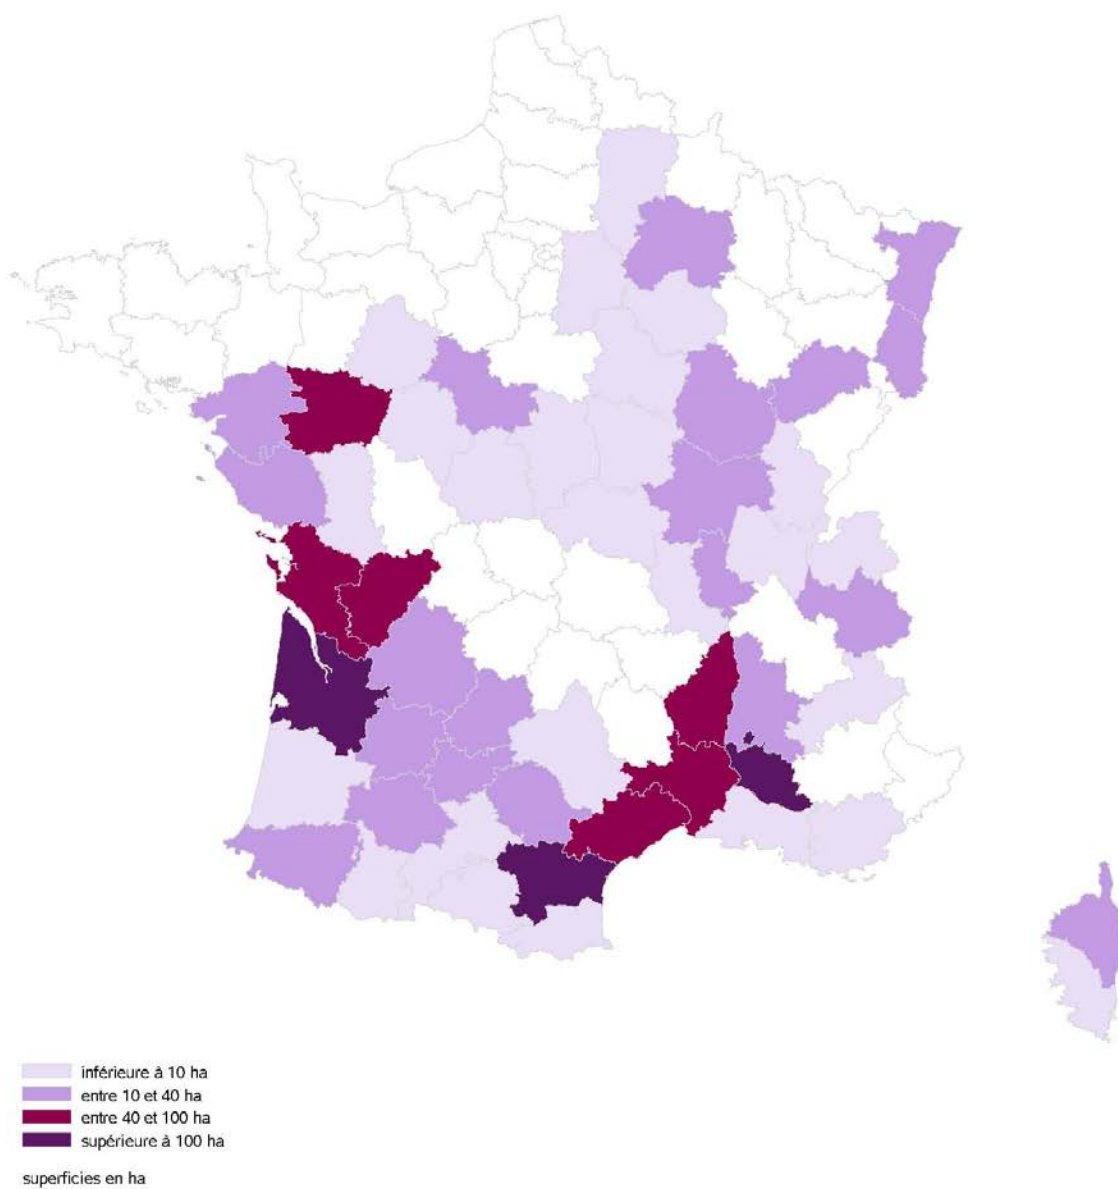 inférieure à 10 ha
entre 10 et 40 ha
entre 40 et 100 ha
supérieure à 100 ha
superficies en ha